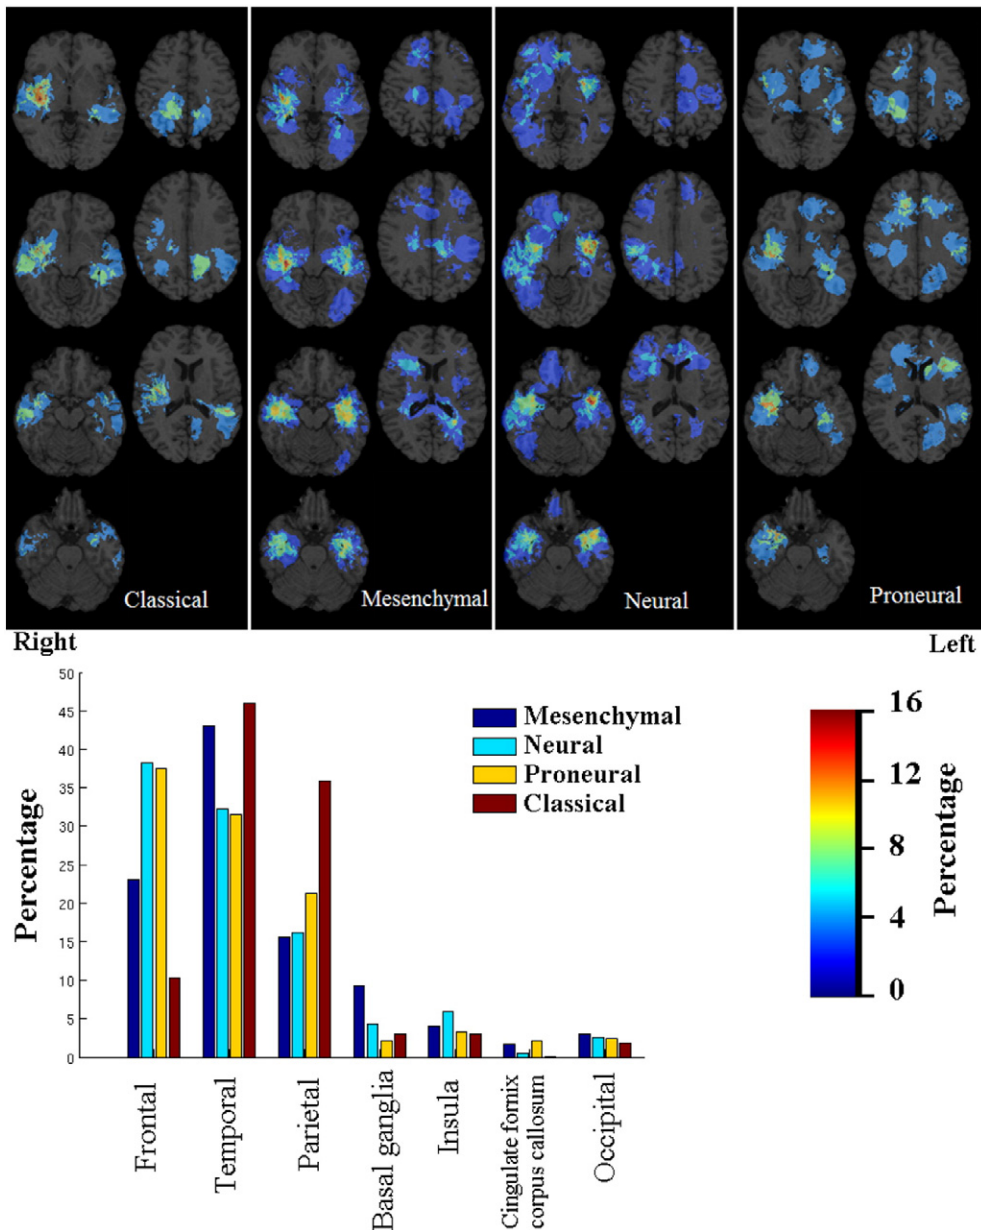 Classical
Mesenchymal
Neural
Proneural
Right
Left
50
45
40
35
30
25
20
15
10
5
0
Percentage
Mesenchymal
Neural
Proneural
Classical
16
12
8
4
0
Percentage
Frontal
Temporal
Parietal
Basal ganglia
Insula
Cingulate fornix
corpus callosum
Occipital